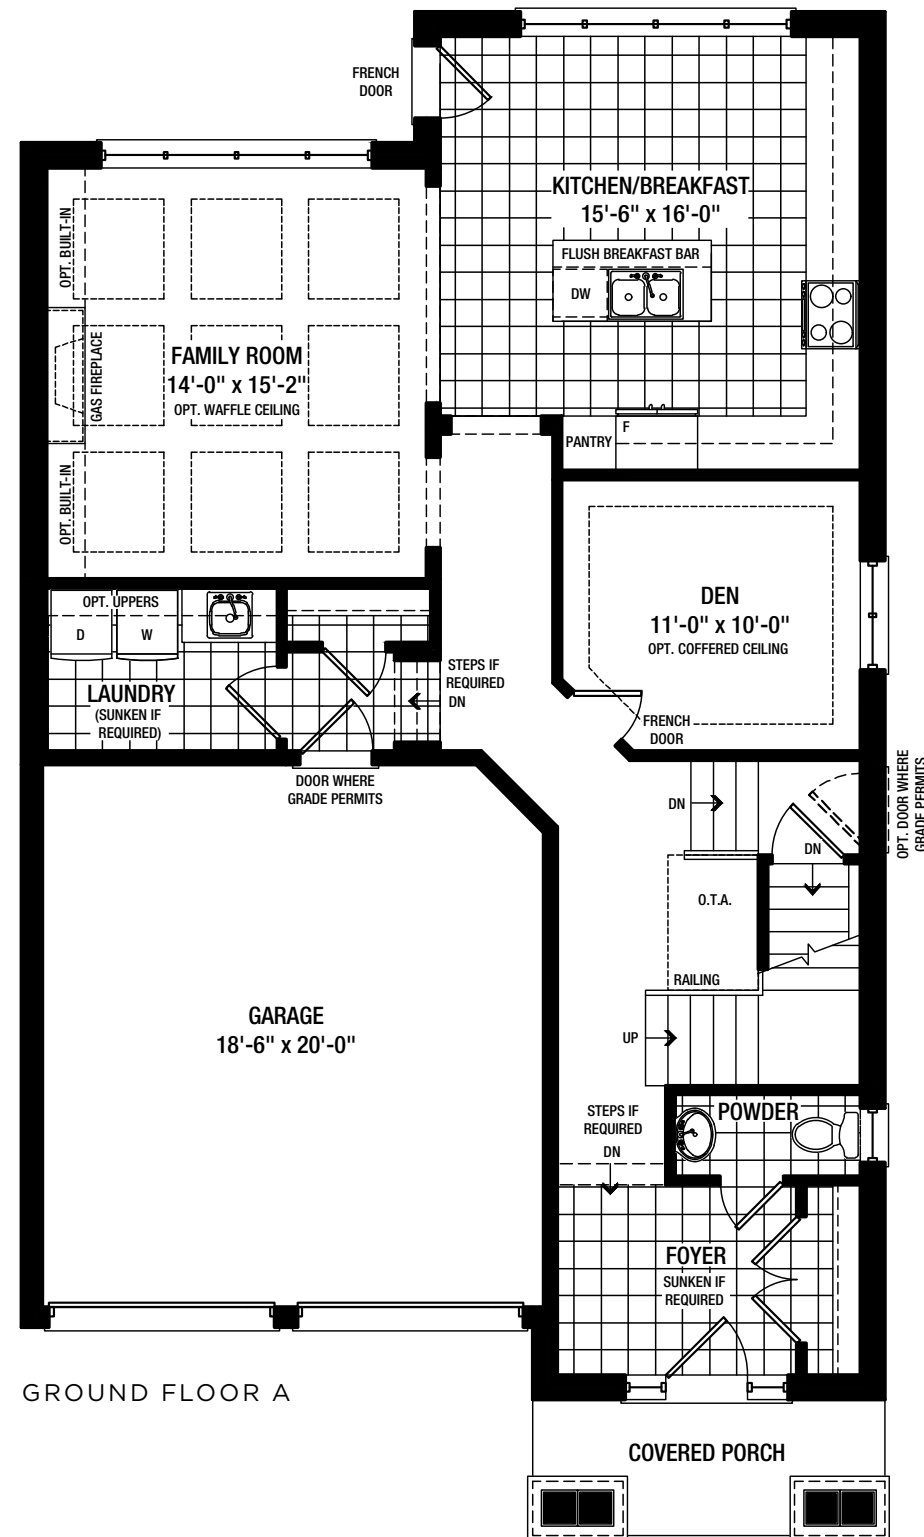 FRENCH
DOOR
KITCHEN/BREAKFAST
15'-6" x 16'-0"
FLUSH BREAKFAST BAR
DW
OPT. BUILT-IN
GAS FIREPLACE
FAMILY ROOM
14'-0" x 15'-2"
OPT. WAFFLE CEILING
OPT. BUILT-IN
PANTRY
F
DEN
11'-0" x 10'-0"
OPT. COFFERED CEILING
FRENCH
DOOR
OPT. UPPERS
D
W
LAUNDRY
(SUNKEN IF
REQUIRED)
STEPS IF
REQUIRED
DN
DOOR WHERE
GRADE PERMITS
OPT. DOOR WHERE
GRADE PERMITS
DN
DN
O.T.A.
RAILING
UP
GARAGE
18'-6" x 20'-0"
STEPS IF
REQUIRED
DN
POWDER
FOYER
SUNKEN IF
REQUIRED
GROUND FLOOR A
COVERED PORCH